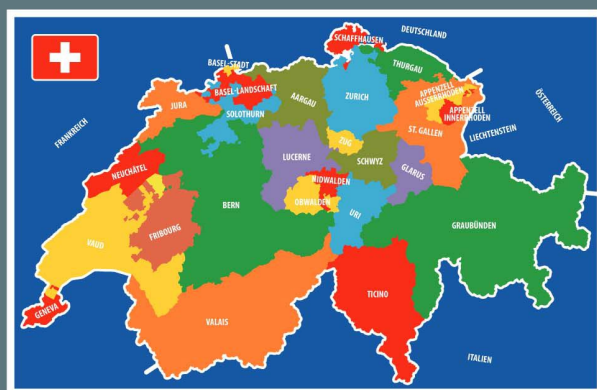 DEUTSCHLAND
SCHAFFHAUSEN
BASEL-STADT
THURGAU
BASEL-LANDSCHAFT
AARGAU
ZURICH
APPENZELL
AUSSERRHODEN
ÖSTERREICH
JURA
SOLOTHURN
APPENZELL
INNERRHODEN
FRANKREICH
ST. GALLEN
LIECHTENSTEIN
ZUG
LUCERNE
SCHWYZ
NEUCHÂTEL
GLARUS
NIDWALDEN
BERN
OBWALDEN
URI
GRAUBÜNDEN
FRIBOURG
VAUD
TICINO
GENEVA
VALAIS
ITALIEN